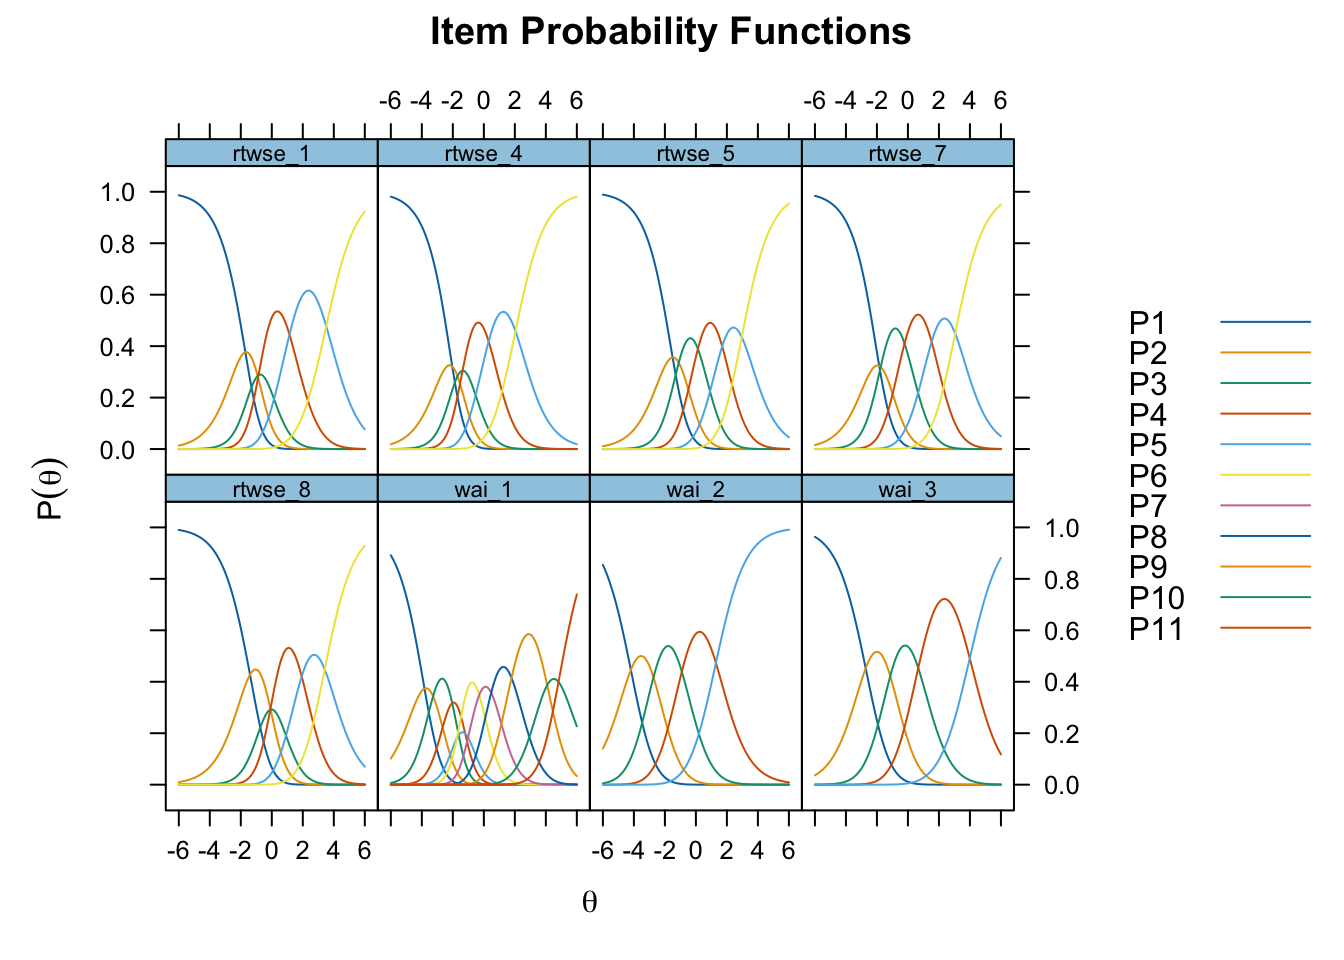 Item Probability Functions
-6 -4 -2 0 2 4 6 -6 -4 -2 0 2 4 6
rtwse_1 rtwse_4 rtwse_5 rtwse_7
1.0
0.8
0.6
0.4
0.2
0.0
P(θ)
rtwse_8 wai_1 wai_2 wai_3
1.0
0.8
0.6
0.4
0.2
0.0
-6 -4 -2 0 2 4 6 -6 -4 -2 0 2 4 6
θ
P1
P2
P3
P4
P5
P6
P7
P8
P9
P10
P11